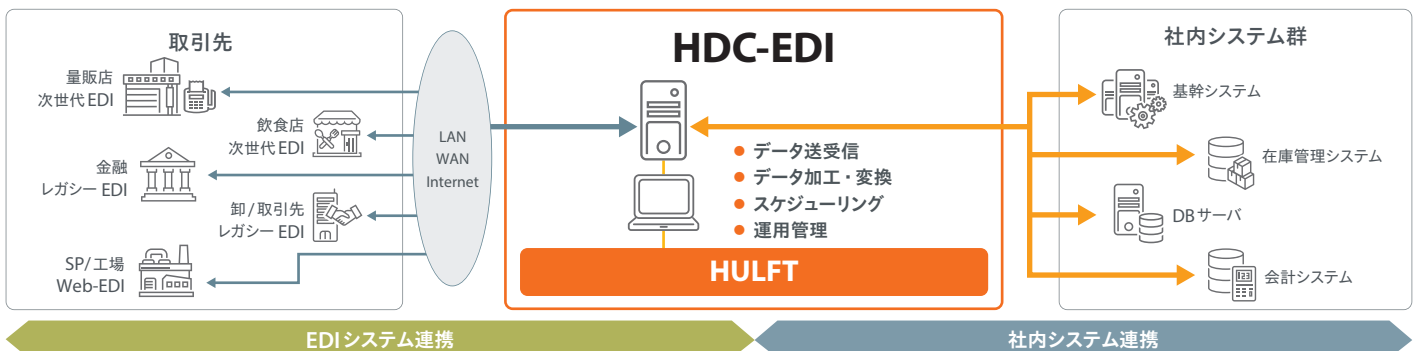 取引先
量販店
次世代 EDI
飲食店
次世代 EDI
金融
レガシー EDI
卸/取引先
レガシー EDI
SP/工場
Web-EDI
LAN
WAN
Internet
HDC-EDI
● データ送受信
● データ加工・変換
● スケジューリング
● 運用管理
HULFT
社内システム群
基幹システム
在庫管理システム
DB サーバ
123
会計システム
EDI システム連携
社内システム連携